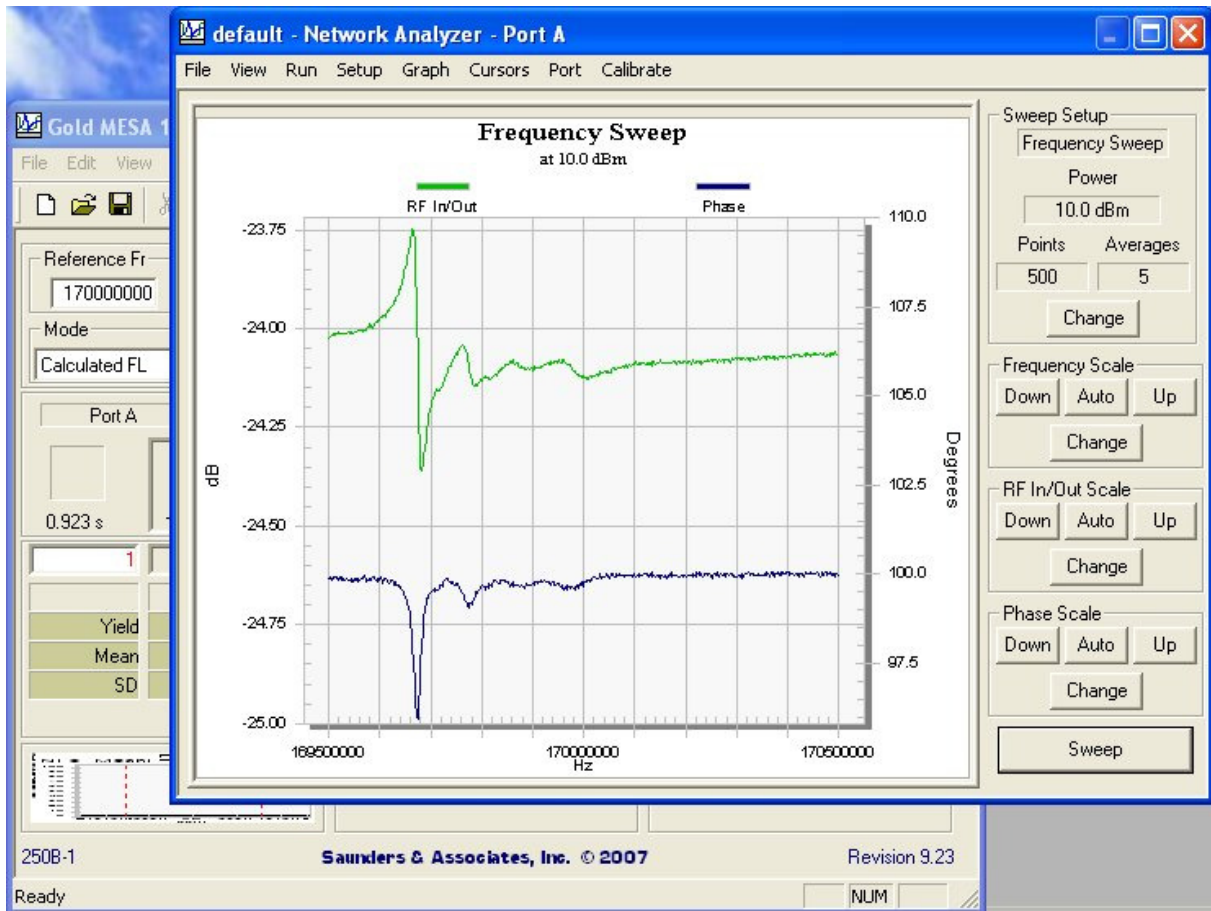 default - Network Analyzer - Port A
File View Run Setup Graph Cursors Port Calibrate
Gold MESA 1
File Edit View
Reference Fr
170000000
Mode
Calculated FL
Port A
0.923 s
1
Yield
Mean
SD
Frequency Sweep
at 10.0 dBm
RF In/Out
Phase
-23.75
-24.00
-24.25
-24.50
-24.75
-25.00
dB
110.0
107.5
105.0
102.5
100.0
97.5
Degrees
169500000
170000000
170500000
Hz
Sweep Setup
Frequency Sweep
Power
10.0 dBm
Points Averages
500 5
Change
Frequency Scale
Down Auto Up
Change
RF In/Out Scale
Down Auto Up
Change
Phase Scale
Down Auto Up
Change
Sweep
250B-1
Saunders & Associates, Inc. © 2007
Revision 9.23
Ready
NUM